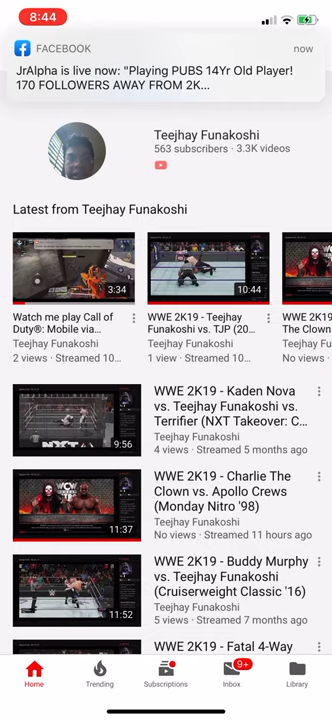 8:44
FACEBOOK
now
JrAlpha is live now: "Playing PUBS 14Yr Old Player!
170 FOLLOWERS AWAY FROM 2K...
Teejhay Funakoshi
563 subscribers · 3.3K videos
Latest from Teejhay Funakoshi
3:34
10:44
Watch me play Call of
Duty®: Mobile via…
Teejhay Funakoshi
2 views · Streamed 10…
WWE 2K19 - Teejhay
Funakoshi vs. TJP (20…
Teejhay Funakoshi
1 view · Streamed 10…
WWE 2K19
The Clown
Teejhay Fu
No views ·
9:56
WWE 2K19 - Kaden Nova
vs. Teejhay Funakoshi vs.
Terrifier (NXT Takeover: C…
Teejhay Funakoshi
4 views · Streamed 5 months ago
11:37
WWE 2K19 - Charlie The
Clown vs. Apollo Crews
(Monday Nitro '98)
Teejhay Funakoshi
No views · Streamed 11 hours ago
11:52
WWE 2K19 - Buddy Murphy
vs. Teejhay Funakoshi
(Cruiserweight Classic '16)
Teejhay Funakoshi
5 views · Streamed 7 months ago
WWE 2K19 - Fatal 4-Way
9+
Home
Trending
Subscriptions
Inbox
Library